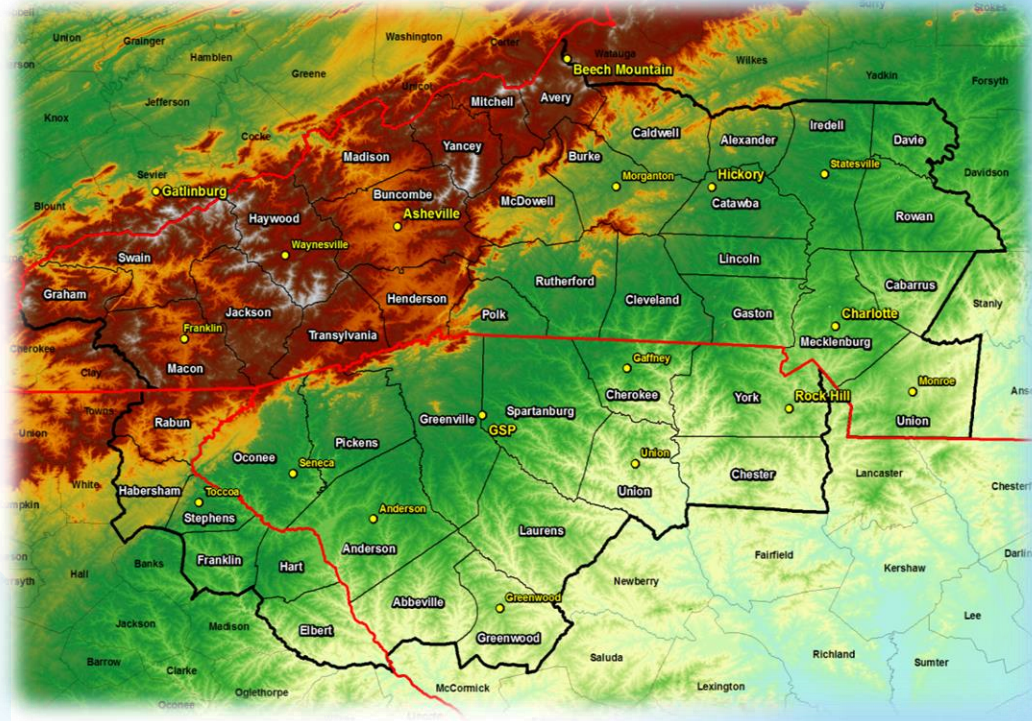 Surry
Stokes
Union
Grainger
Hamblen
Washington
Carter
Watauga
Wilkes
Yadkin
Forsyth
Greene
Unicoi
Beech Mountain
Jefferson
Mitchell
Avery
Knox
Cocke
Caldwell
Alexander
Iredell
Davie
Madison
Yancey
Burke
Sevier
Gatlinburg
Morganton
Hickory
Statesville
Davidson
Blount
Buncombe
McDowell
Catawba
Rowan
Haywood
Asheville
Waynesville
Swain
Lincoln
Rutherford
Cabarrus
Graham
Henderson
Cleveland
Stanly
Jackson
Polk
Gaston
Charlotte
Franklin
Transylvania
Mecklenburg
Cherokee
Macon
Clay
Gaffney
Monroe
Cherokee
York
Rock Hill
Towns
Rabun
Greenville
Spartanburg
Union
GSP
Union
Pickens
Oconee
Seneca
Union
Chester
Lancaster
White
Habersham
Toccoa
Union
Stephens
Anderson
Laurens
Franklin
Anderson
Fairfield
Banks
Hart
Kershaw
Hall
Newberry
Abbeville
Greenwood
Lee
Jackson
Madison
Elbert
Greenwood
Saluda
Richland
Sumter
Barrow
Clarke
McCormick
Lexington
Oglethorpe
Oconee